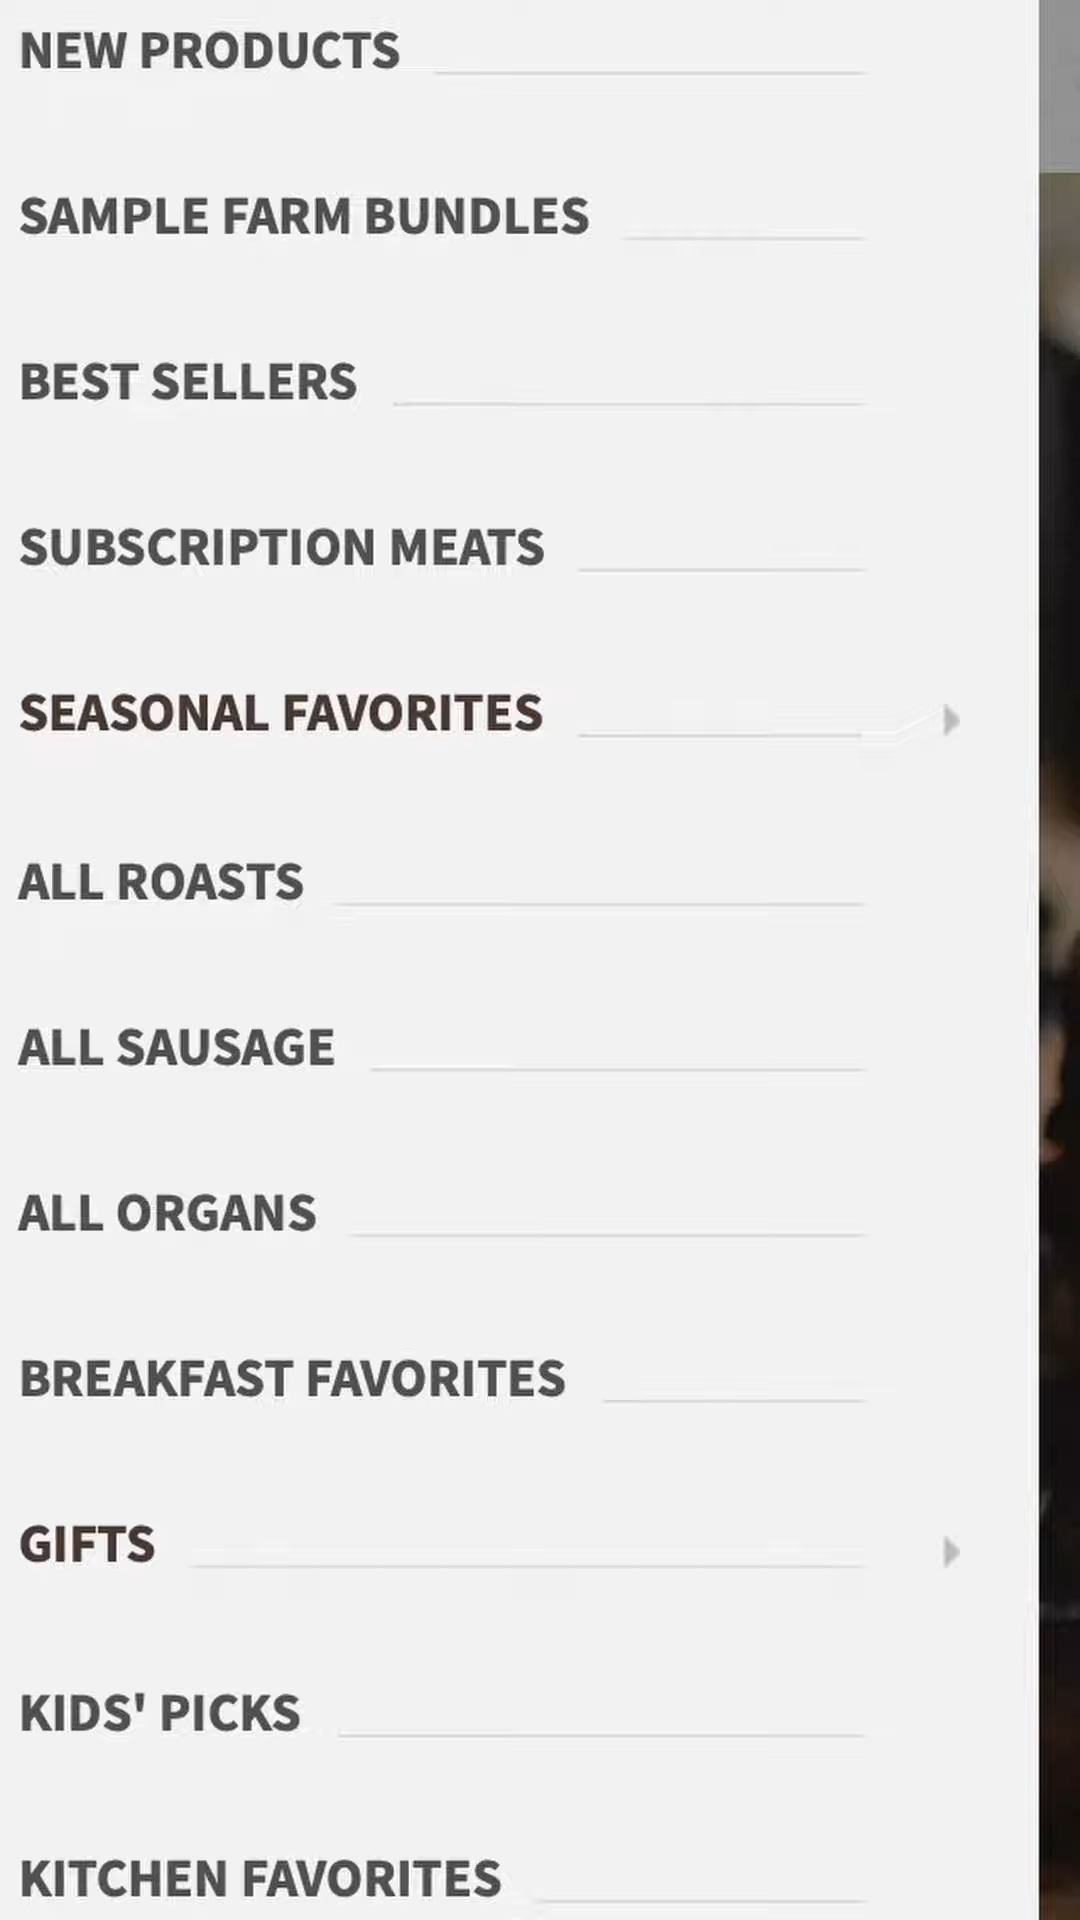 NEW PRODUCTS
SAMPLE FARM BUNDLES
BEST SELLERS
SUBSCRIPTION MEATS
SEASONAL FAVORITES
ALL ROASTS
ALL SAUSAGE
ALL ORGANS
BREAKFAST FAVORITES
GIFTS
KIDS' PICKS
KITCHEN FAVORITES